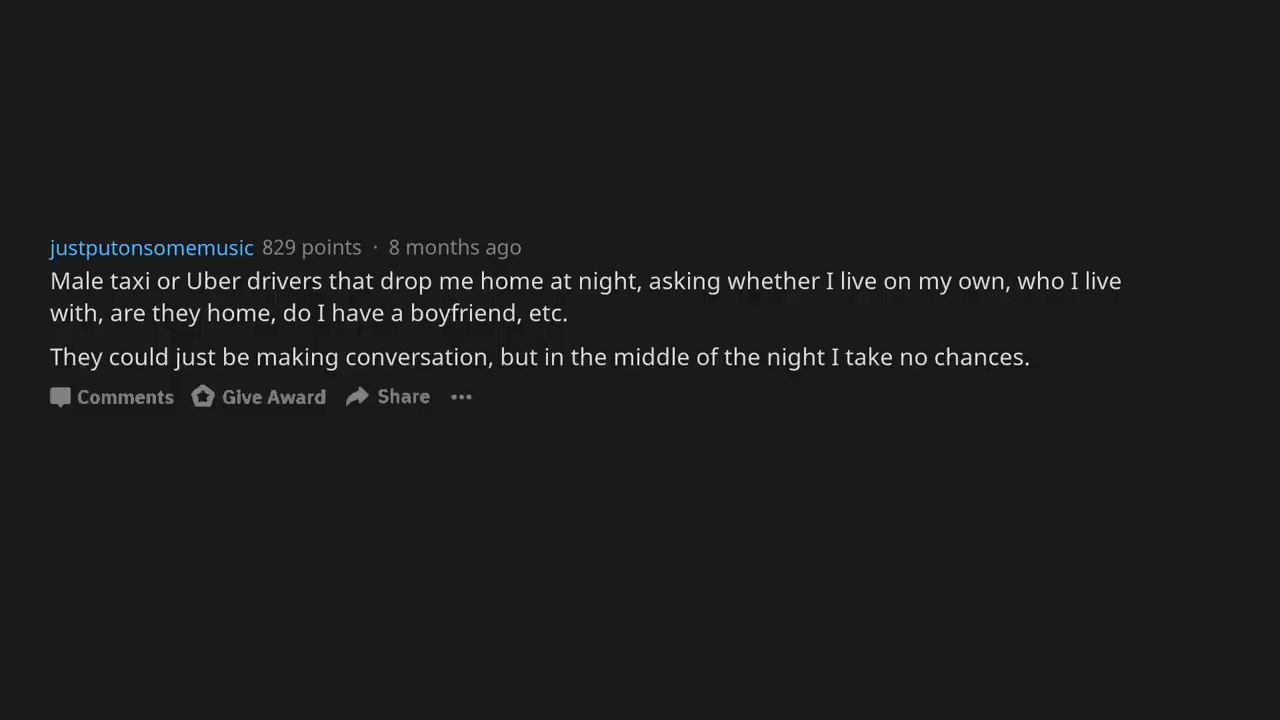 justputonsomemusic 829 points · 8 months ago
Male taxi or Uber drivers that drop me home at night, asking whether I live on my own, who I live
with, are they home, do I have a boyfriend, etc.
They could just be making conversation, but in the middle of the night I take no chances.
Comments Give Award Share ...